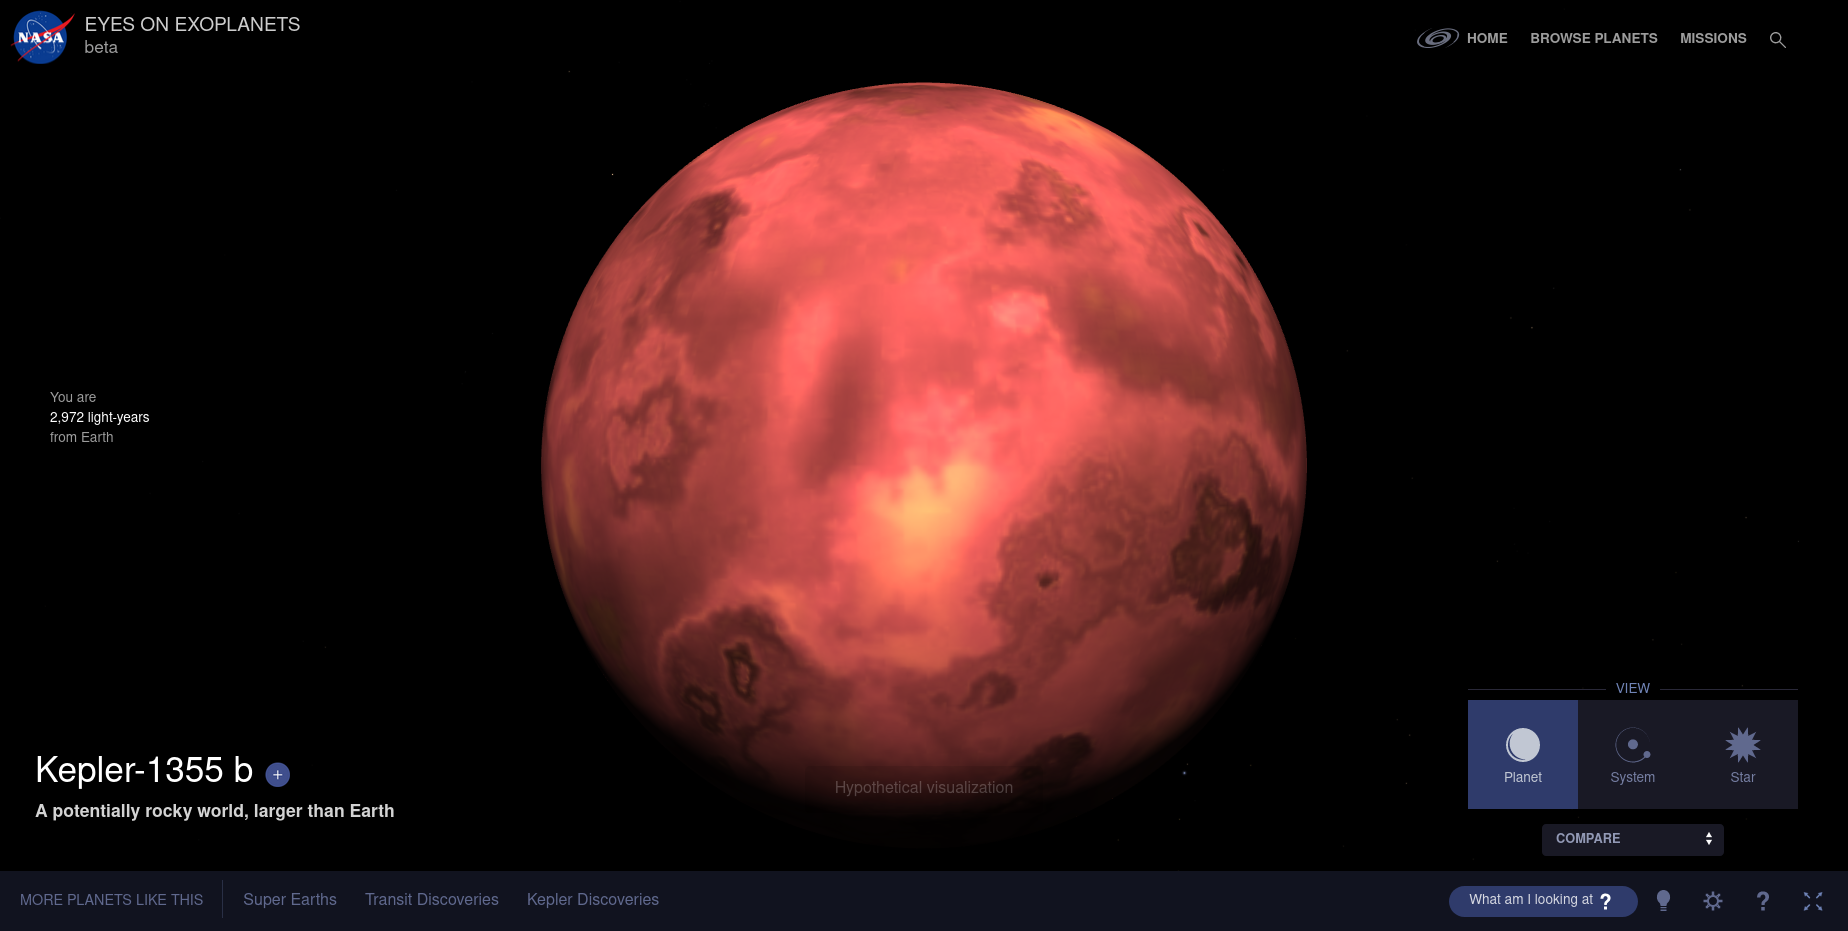 NASA
EYES ON EXOPLANETS
beta
HOME
BROWSE PLANETS
MISSIONS
You are
2,972 light-years
from Earth
Kepler-1355 b +
A potentially rocky world, larger than Earth
Hypothetical visualization
VIEW
Planet
System
Star
COMPARE
MORE PLANETS LIKE THIS
Super Earths
Transit Discoveries
Kepler Discoveries
What am I looking at ?
?